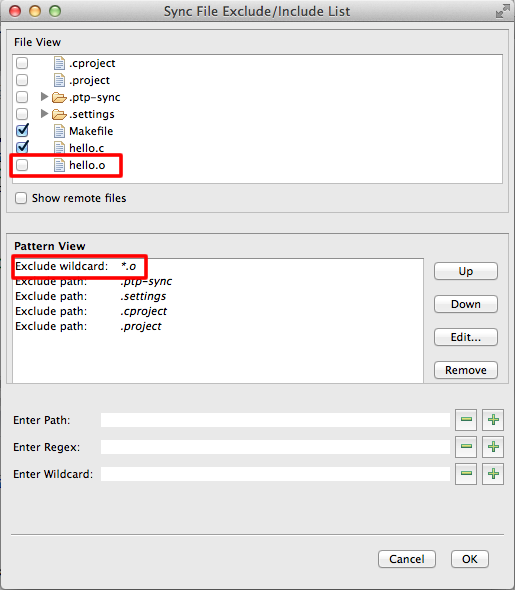 Sync File Exclude/Include List
File View
.cproject
.project
.ptp-sync
.settings
Makefile
hello.c
hello.o
Show remote files
Pattern View
Exclude wildcard: *.o
Exclude path: .ptp-sync
Exclude path: .settings
Exclude path: .cproject
Exclude path: .project
Up
Down
Edit...
Remove
Enter Path:
Enter Regex:
Enter Wildcard:
Cancel
OK